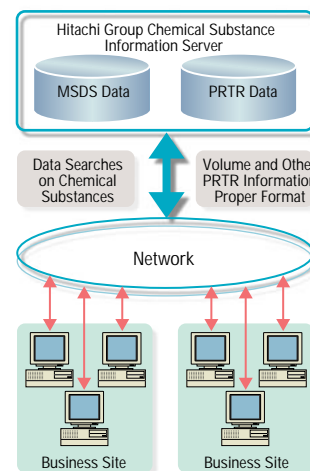 Hitachi Group Chemical Substance
Information Server
MSDS Data
PRTR Data
Data Searches
on Chemical
Substances
Volume and Othe
PRTR Information
Proper Format
Network
Business Site
Business Site